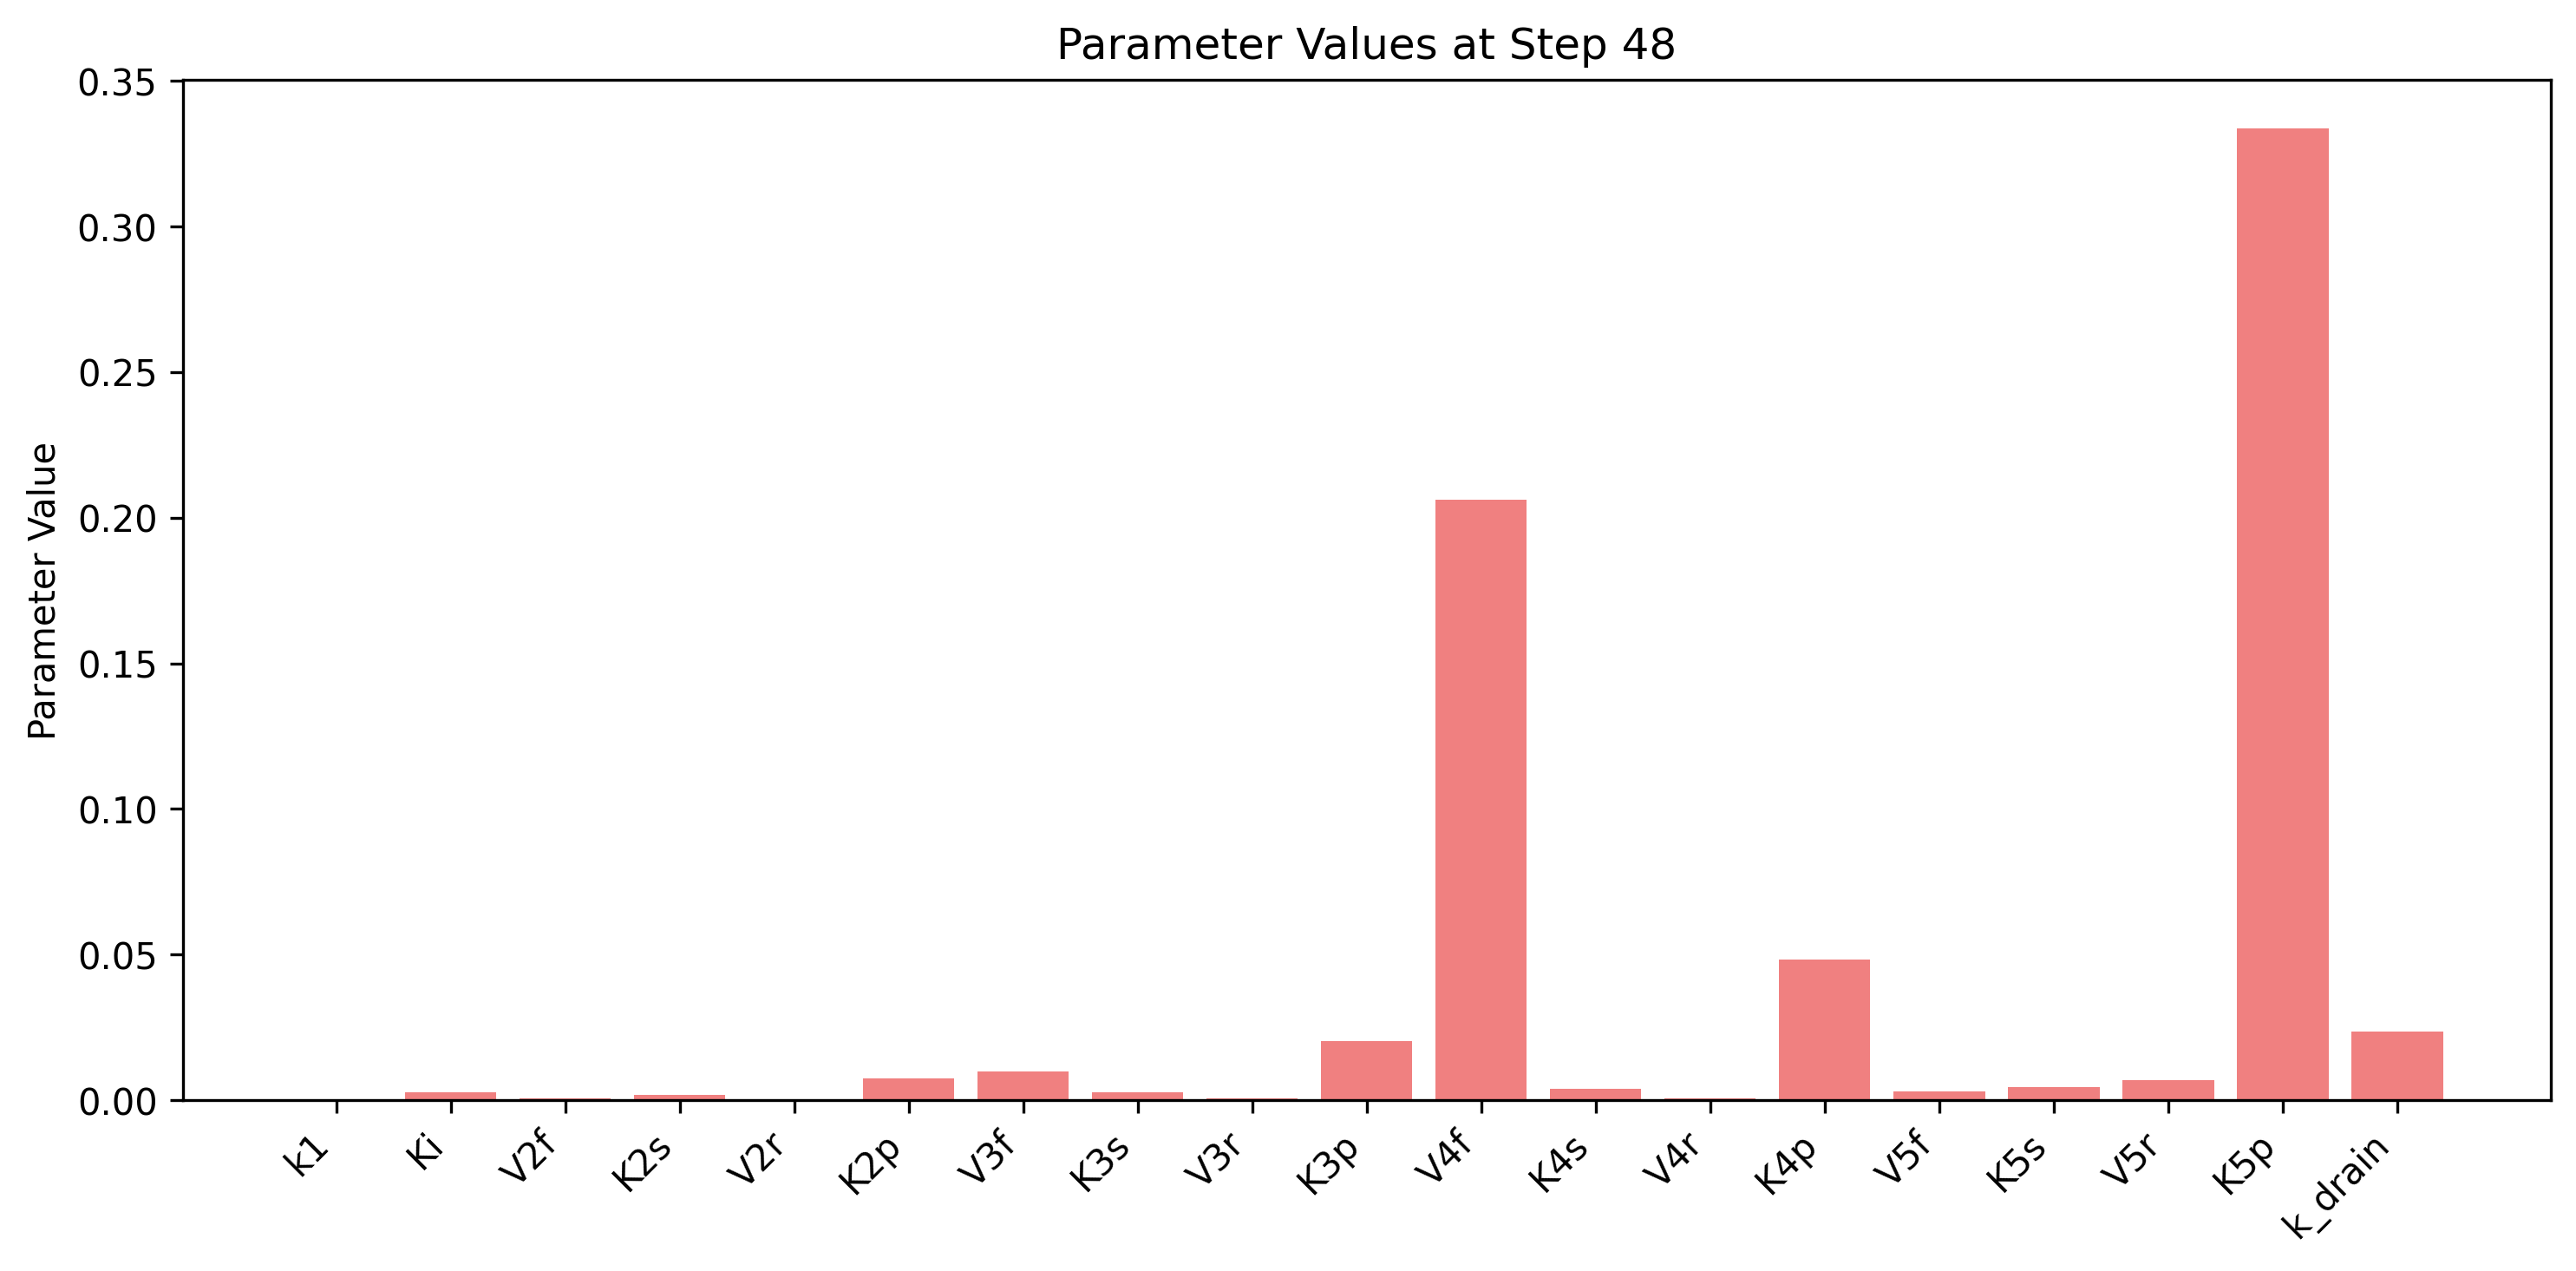 Parameter Values at Step 48
Parameter Value
0.35
0.30
0.25
0.20
0.15
0.10
0.05
0.00
k1
Ki
V2f
K2s
V2r
K2p
V3f
K3s
V3r
K3p
V4f
K4s
V4r
K4p
V5f
K5s
V5r
K5p
k_drain